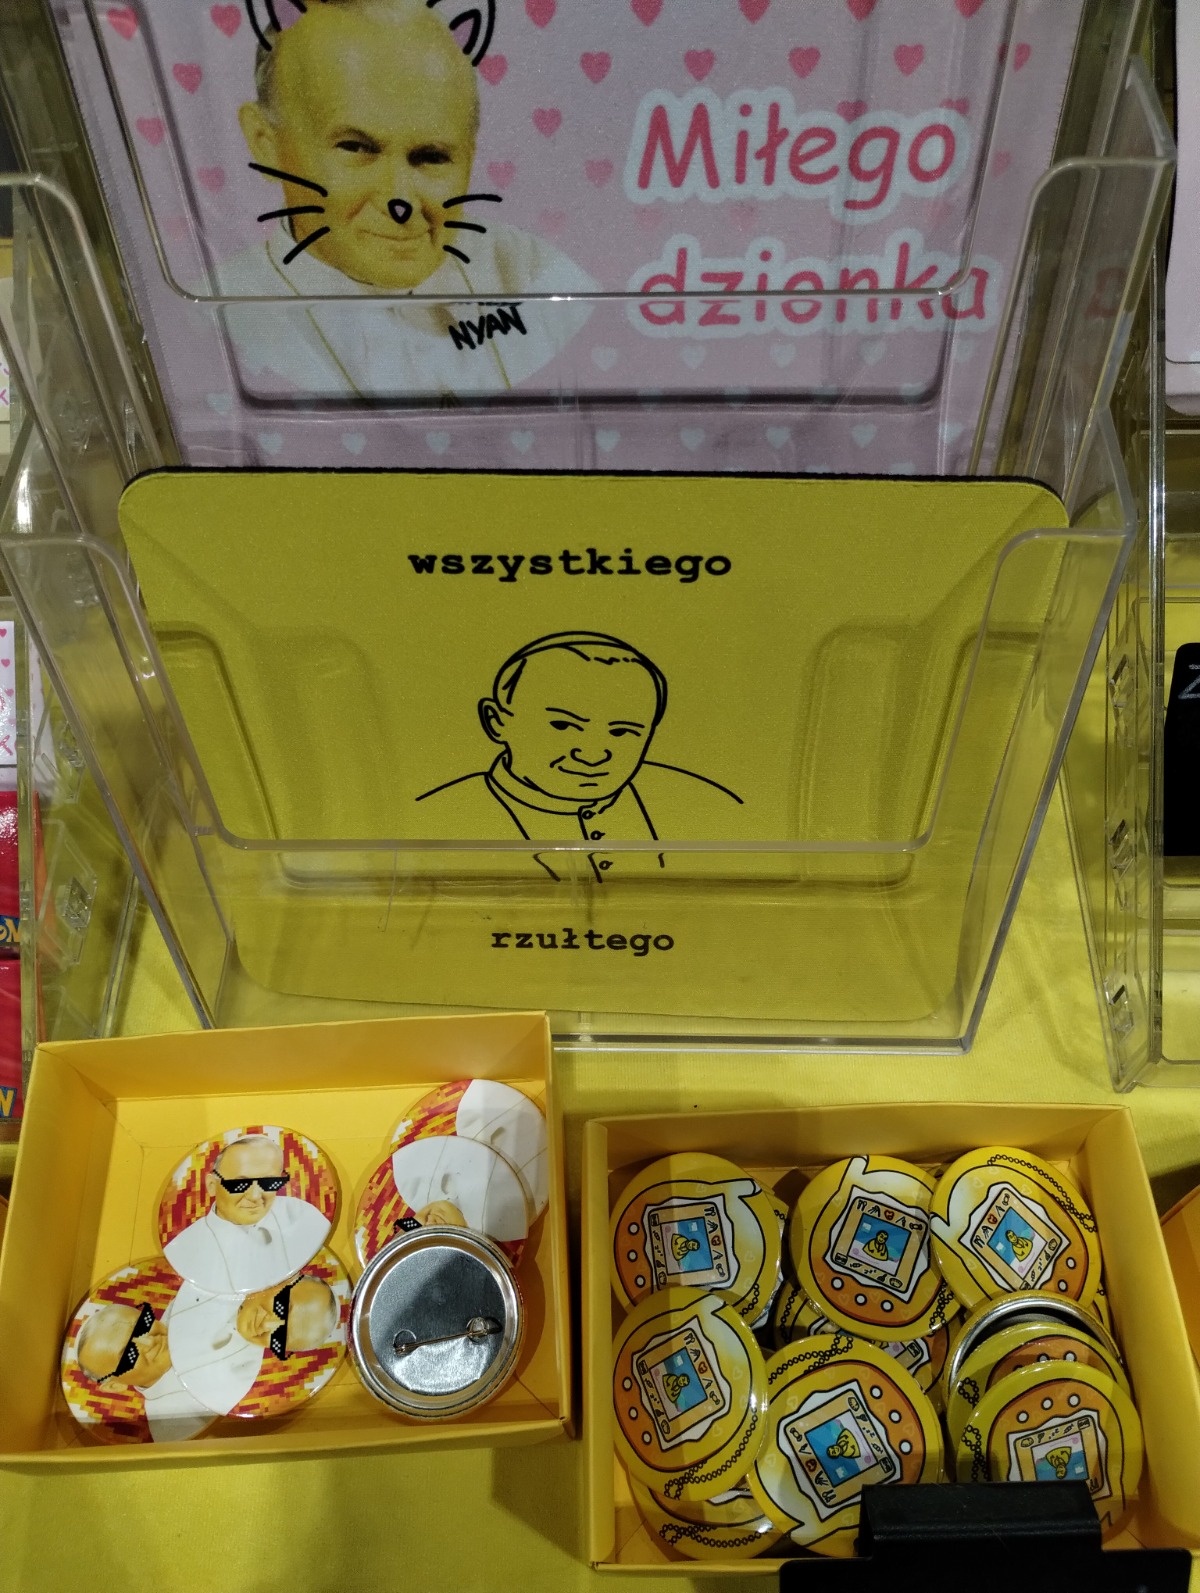 Miłego
dzionka
NYAN
wszystkiego
rzułtego